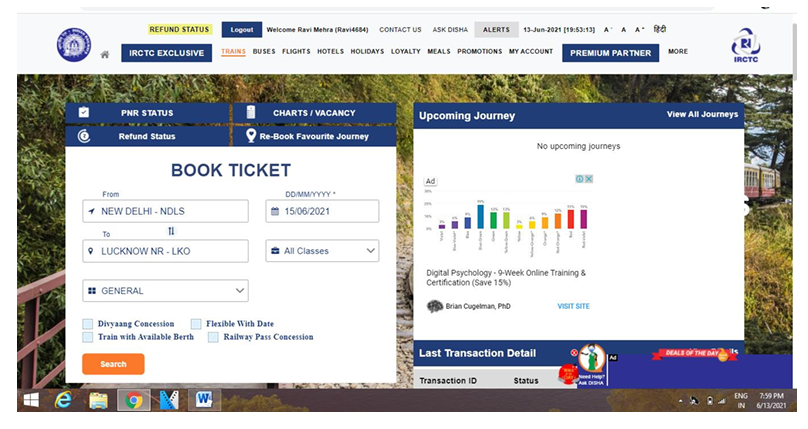 REFUND STATUS Logout Welcome Ravi Mehra (Ravi4684) CONTACT US ASK DISHA ALERTS 13-Jun-2021 [19:53:13] A- A A+ हिंदी
IRCTC EXCLUSIVE TRAINS BUSES FLIGHTS HOTELS HOLIDAYS LOYALTY MEALS PROMOTIONS MY ACCOUNT PREMIUM PARTNER MORE
IRCTC
PNR STATUS CHARTS / VACANCY
Refund Status Re-Book Favourite Journey
BOOK TICKET
From DD/MM/YYYY *
NEW DELHI - NDLS 15/06/2021
To
LUCKNOW NR - LKO All Classes
GENERAL
Divyaang Concession Flexible With Date
Train with Available Berth Railway Pass Concession
Search
Upcoming Journey View All Journeys
No upcoming journeys
Ad
Digital Psychology - 9-Week Online Training &
Certification (Save 15%)
Brian Cugelman, PhD VISIT SITE
Last Transaction Detail
Transaction ID Status
Need Help?
Ask DISHA
Ad
DEALS OF THE DAY
ENG 7:59 PM
IN 6/13/2021